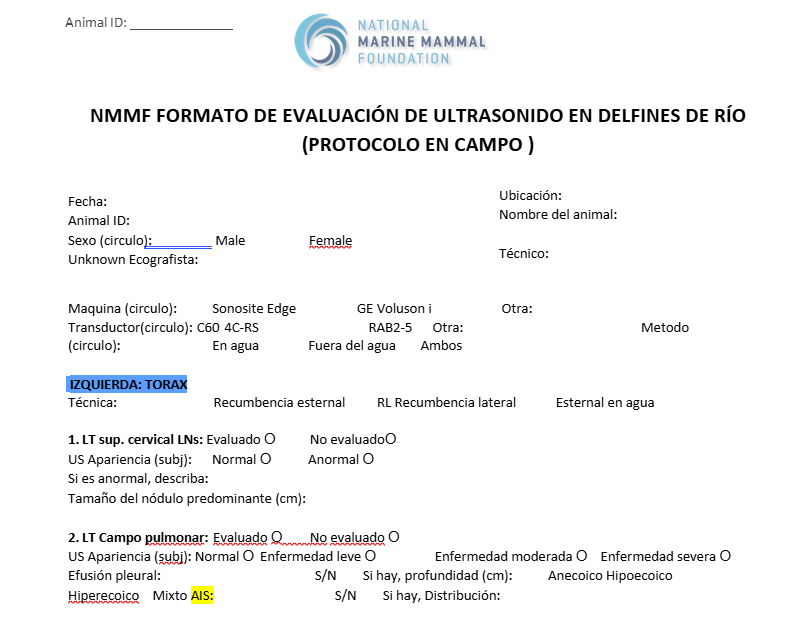 Animal ID: _______________
NATIONAL
MARINE MAMMAL
FOUNDATION
NMMF FORMATO DE EVALUACIÓN DE ULTRASONIDO EN DELFINES DE RÍO
(PROTOCOLO EN CAMPO )
Fecha:
Animal ID:
Sexo (circulo):__________ Male Female
Unknown Ecografista:
Ubicación:
Nombre del animal:
Técnico:
Maquina (circulo): Sonosite Edge GE Voluson i Otra:
Transductor(circulo): C60 4C-RS RAB2-5 Otra: Metodo
(circulo): En agua Fuera del agua Ambos
IZQUIERDA: TORAX
Técnica: Recumbencia esternal RL Recumbencia lateral Esternal en agua
1. LT sup. cervical LNs: Evaluado O No evaluadoO
US Apariencia (subj): Normal O Anormal O
Si es anormal, describa:
Tamaño del nódulo predominante (cm):
2. LT Campo pulmonar: Evaluado O No evaluado O
US Apariencia (subj): Normal O Enfermedad leve O Enfermedad moderada O Enfermedad severa O
Efusión pleural: S/N Si hay, profundidad (cm): Anecoico Hipoecoico
Hiperecoico Mixto AIS: S/N Si hay, Distribución: